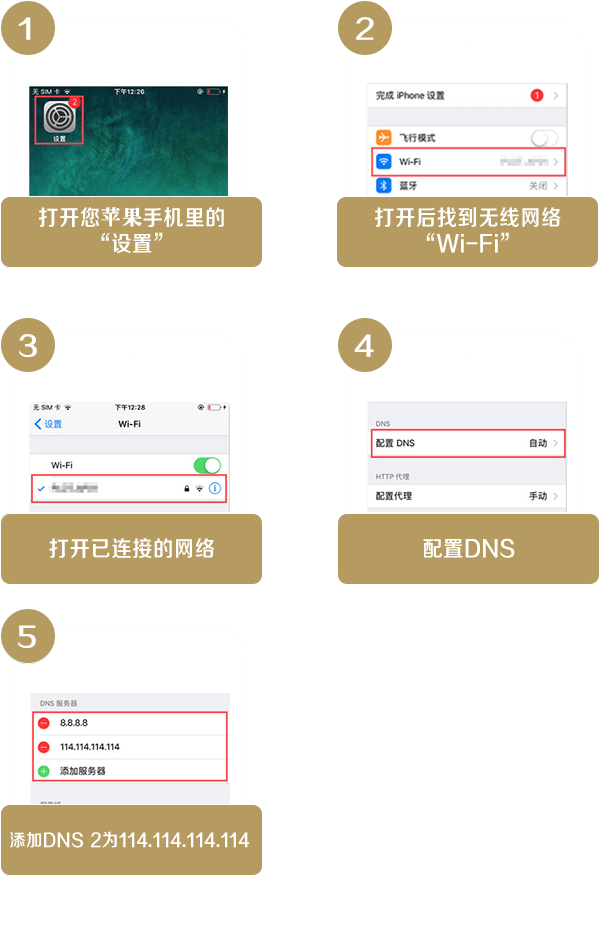 1
无 SIM 卡
下午12:26
2
设置
打开您苹果手机里的
“设置”
2
完成 iPhone 设置
1
飞行模式
Wi-Fi
蓝牙
关闭
打开后找到无线网络
“Wi-Fi”
3
无 SIM 卡
下午12:28
设置
Wi-Fi
Wi-Fi
打开已连接的网络
4
DNS
配置 DNS
自动
HTTP 代理
配置代理
手动
配置DNS
5
DNS 服务器
8.8.8.8
114.114.114.114
添加服务器
添加DNS 2为114.114.114.114